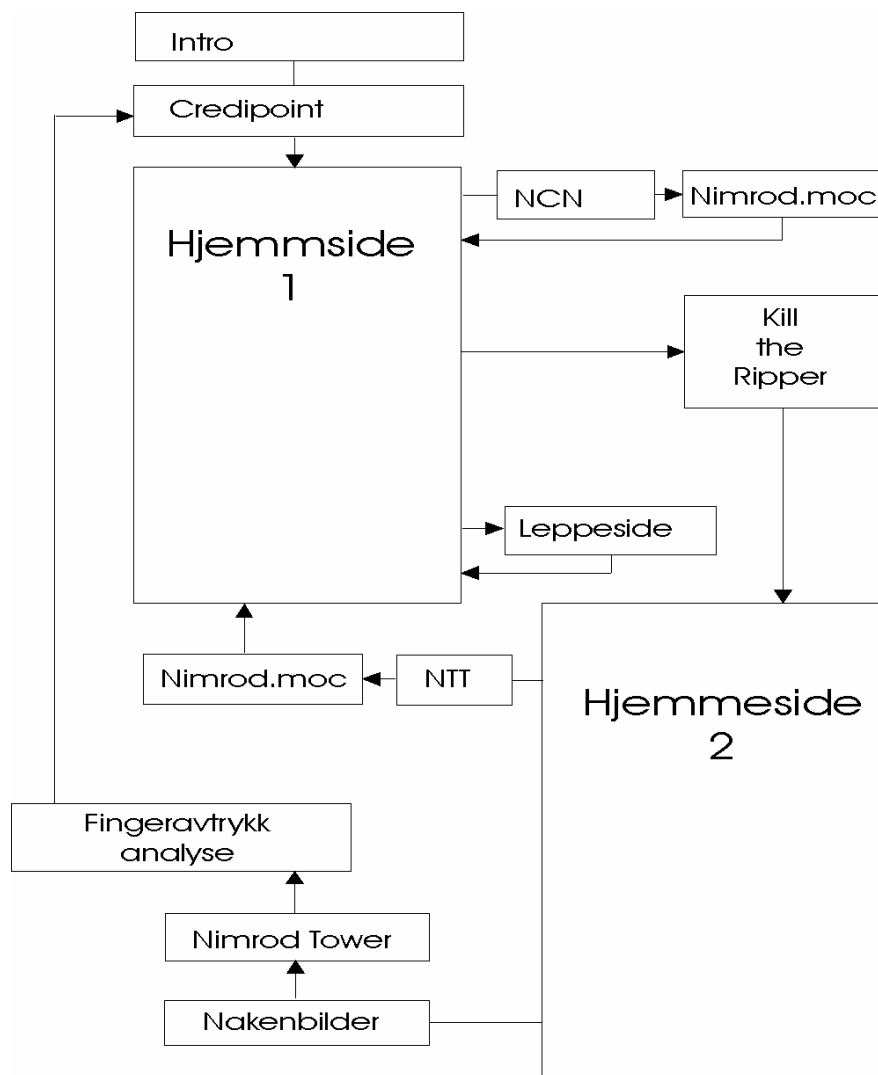 Intro
Credipoint
Hjemmside
1
NCN
Nimrod.moc
Kill
the
Ripper
Leppeside
Nimrod.moc
NTT
Hjemmeside
2
Fingeravtrykk
analyse
Nimrod Tower
Nakenbilder